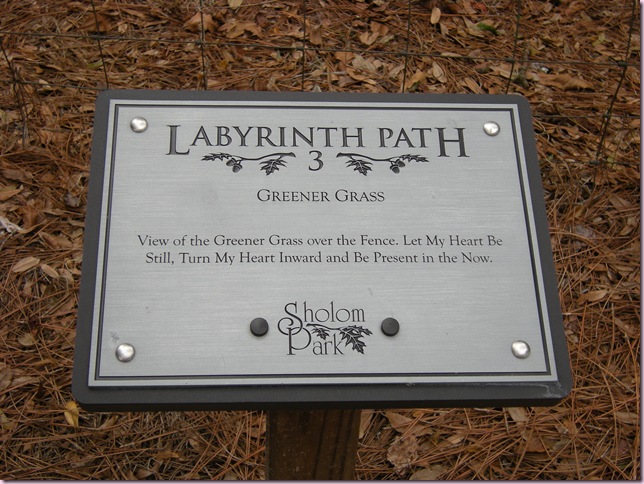 LABYRINTH PATH
3
GREENER GRASS
View of the Greener Grass over the Fence. Let My Heart Be
Still, Turn My Heart Inward and Be Present in the Now.
Sholom
Park